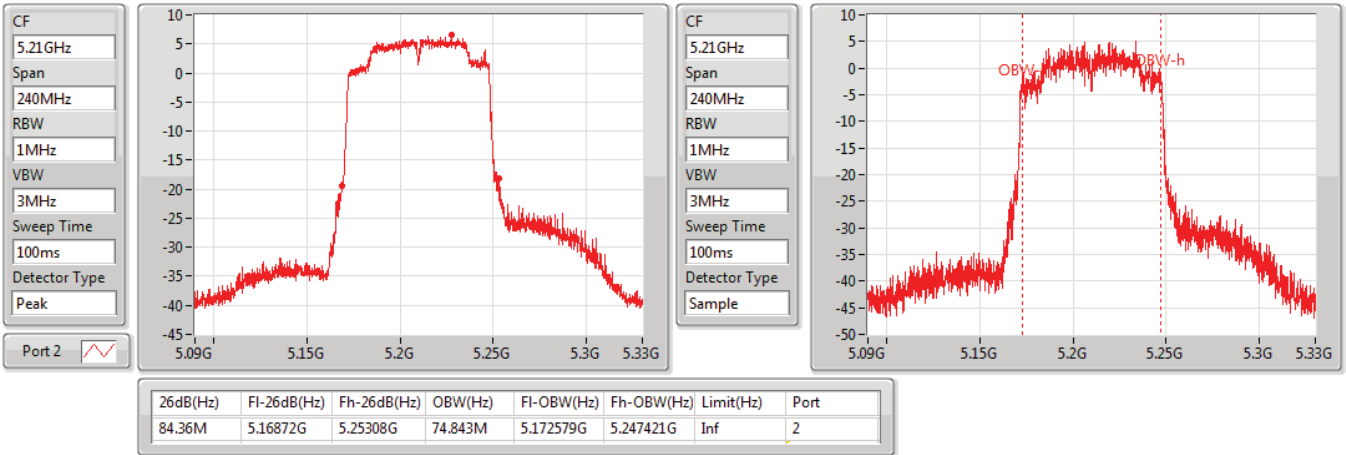 CF
5.21GHz
Span
240MHz
RBW
1MHz
VBW
3MHz
Sweep Time
100ms
Detector Type
Peak
Port 2
10
5
0
-5
-10
-15
-20
-25
-30
-35
-40
-45
5.09G 5.15G 5.2G 5.25G 5.3G 5.33G
CF
5.21GHz
Span
240MHz
RBW
1MHz
VBW
3MHz
Sweep Time
100ms
Detector Type
Sample
10
5
0
-5
-10
-15
-20
-25
-30
-35
-40
-45
-50
OBW-h
5.09G 5.15G 5.2G 5.25G 5.3G 5.33G
26dB(Hz) Fl-26dB(Hz) Fh-26dB(Hz) OBW(Hz) Fl-OBW(Hz) Fh-OBW(Hz) Limit(Hz) Port
84.36M 5.16872G 5.25308G 74.843M 5.172579G 5.247421G Inf 2